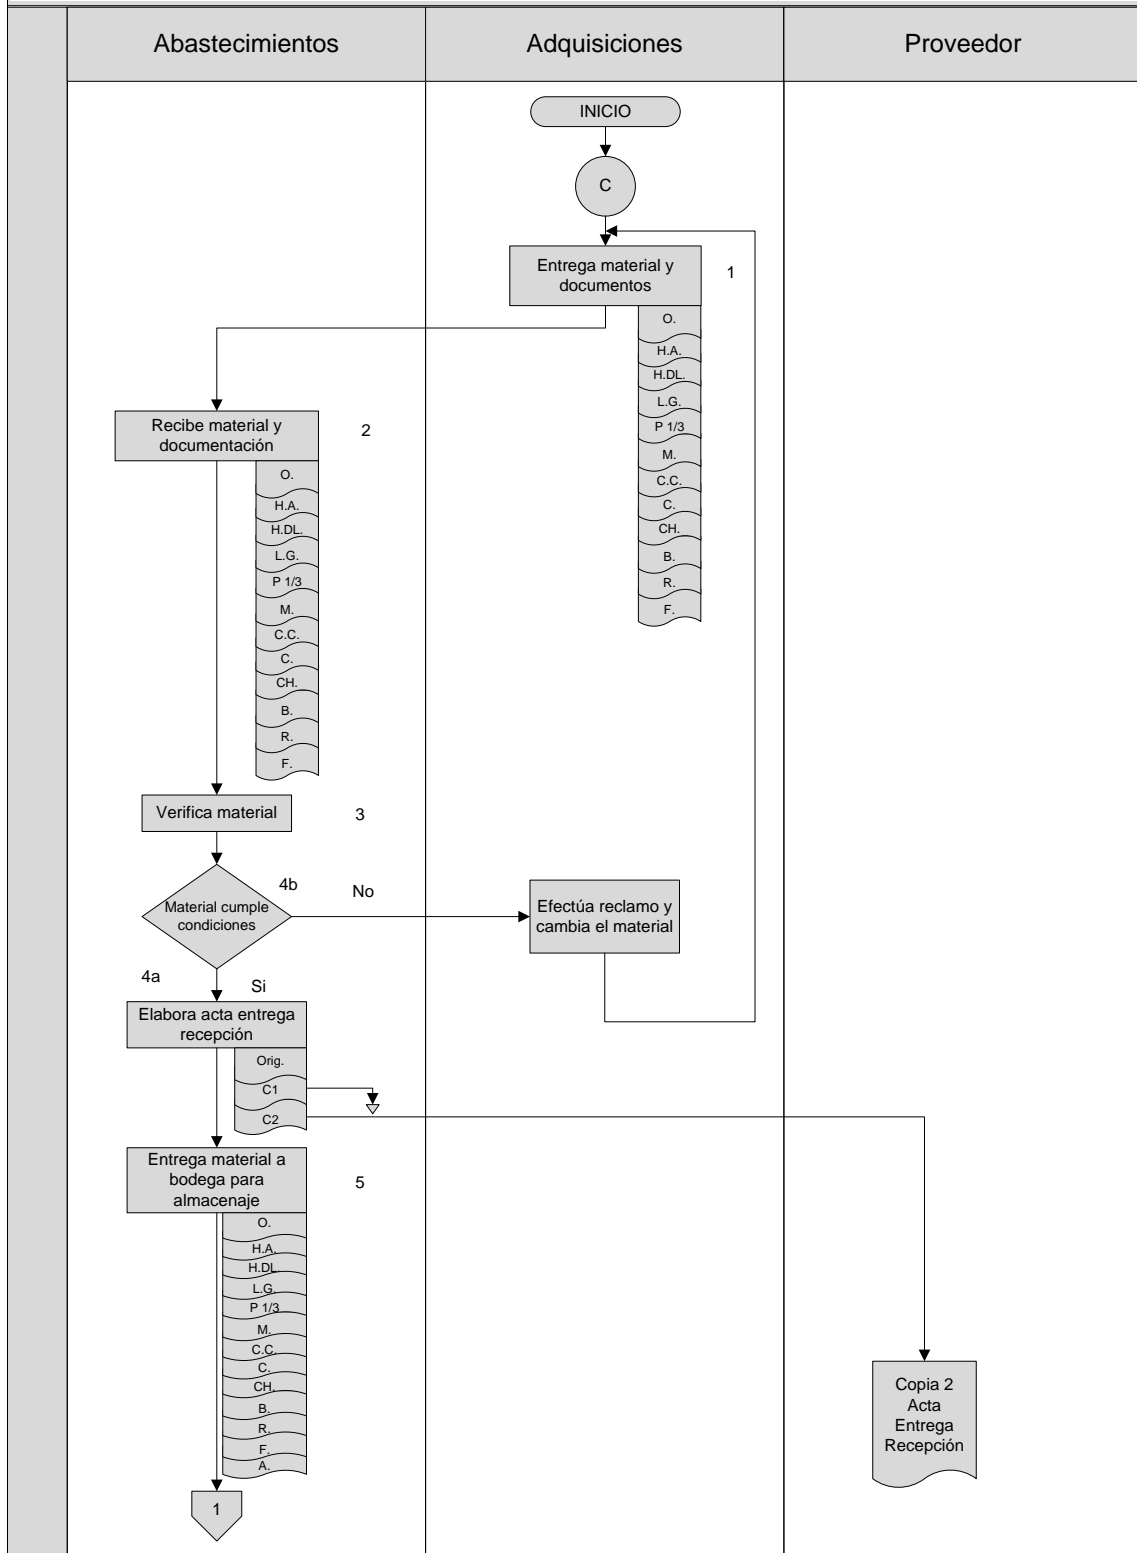 Abastecimientos
Adquisiciones
Proveedor
INICIO
C
Entrega material y
documentos
1
O.
H.A.
H.DL.
L.G.
P 1/3
M.
C.C.
C.
CH.
B.
R.
F.
Recibe material y
documentación
2
O.
H.A.
H.DL.
L.G.
P 1/3
M.
C.C.
C.
CH.
B.
R.
F.
Verifica material
3
Material cumple
condiciones
4b
No
Efectúa reclamo y
cambia el material
4a
Si
Elabora acta entrega
recepción
Orig.
C1
C2
Entrega material a
bodega para
almacenaje
5
O.
H.A.
H.DL.
L.G.
P 1/3
M.
C.C.
C.
CH.
B.
R.
F.
A.
Copia 2
Acta
Entrega
Recepción
1